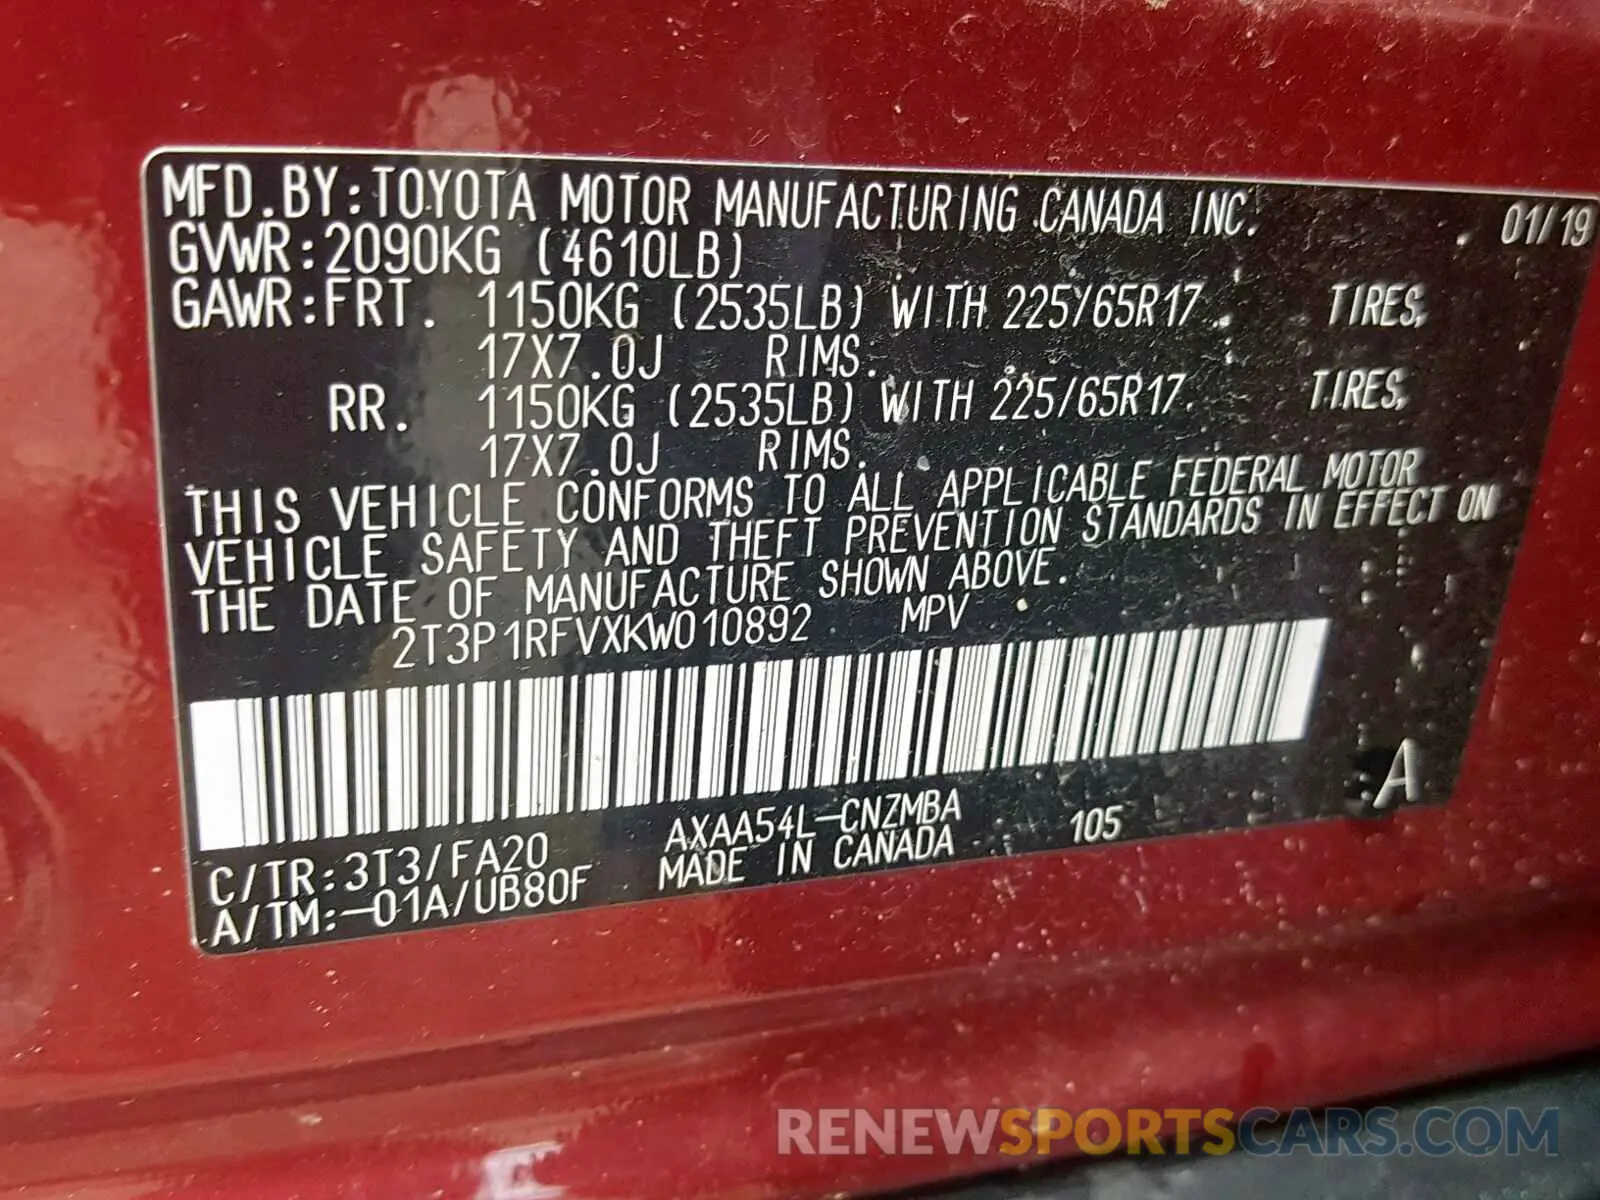 MFD.BY:TOYOTA MOTOR MANUFACTURING CANADA INC. 01/19
GVWR:2090KG (4610LB)
GAWR:FRT. 1150KG (2535LB) WITH 225/65R17 TIRES,
17X7.0J RIMS.
RR. 1150KG (2535LB) WITH 225/65R17 TIRES,
17X7.0J RIMS.
THIS VEHICLE CONFORMS TO ALL APPLICABLE FEDERAL MOTOR
VEHICLE SAFETY AND THEFT PREVENTION STANDARDS IN EFFECT ON
THE DATE OF MANUFACTURE SHOWN ABOVE.
2T3P1RFVXKW010892 MPV
A
AXAA54L-CNZMBA 105
C/TR:3T3/FA20 MADE IN CANADA
A/TM:-01A/UB80F
RENEWSPORTSCARS.COM